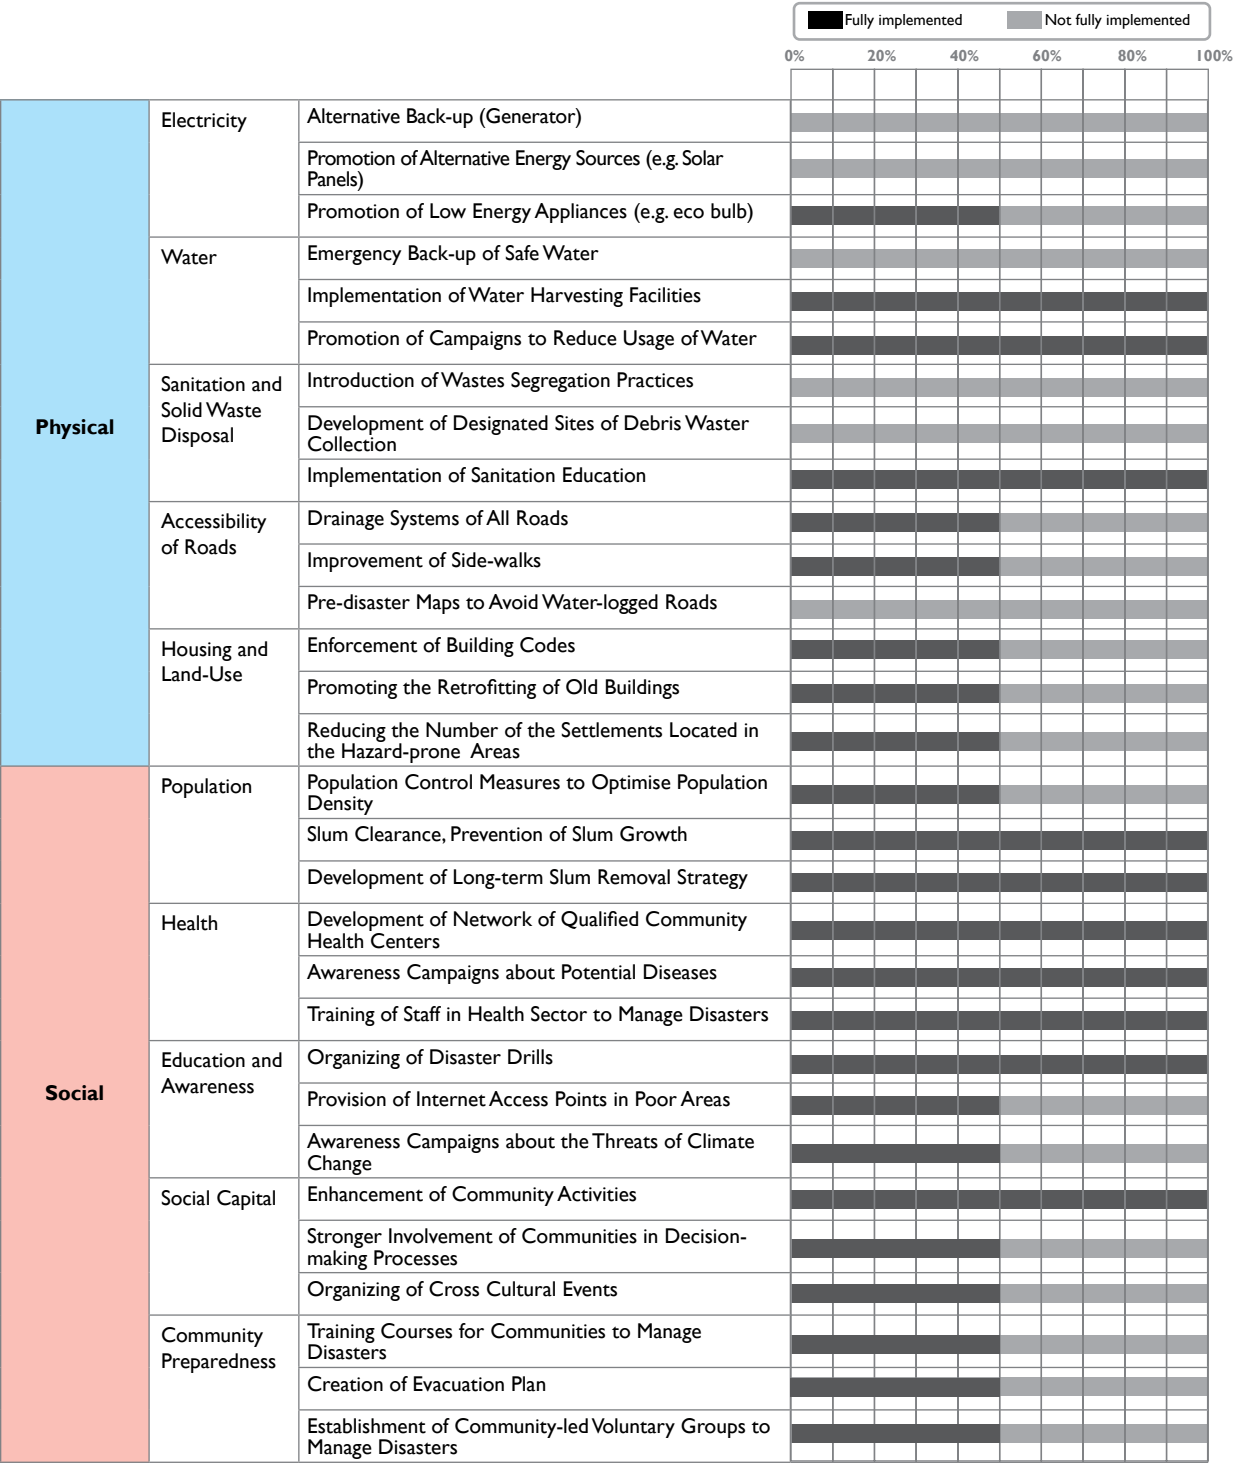 Fully implemented Not fully implemented
0% 20% 40% 60% 80% 100%
Physical
Electricity
Alternative Back-up (Generator)
Promotion of Alternative Energy Sources (e.g. Solar
Panels)
Promotion of Low Energy Appliances (e.g. eco bulb)
Water
Emergency Back-up of Safe Water
Implementation of Water Harvesting Facilities
Promotion of Campaigns to Reduce Usage of Water
Sanitation and
Solid Waste
Disposal
Introduction of Wastes Segregation Practices
Development of Designated Sites of Debris Waster
Collection
Implementation of Sanitation Education
Accessibility
of Roads
Drainage Systems of All Roads
Improvement of Side-walks
Pre-disaster Maps to Avoid Water-logged Roads
Housing and
Land-Use
Enforcement of Building Codes
Promoting the Retrofitting of Old Buildings
Reducing the Number of the Settlements Located in
the Hazard-prone Areas
Social
Population
Population Control Measures to Optimise Population
Density
Slum Clearance, Prevention of Slum Growth
Development of Long-term Slum Removal Strategy
Health
Development of Network of Qualified Community
Health Centers
Awareness Campaigns about Potential Diseases
Training of Staff in Health Sector to Manage Disasters
Education and
Awareness
Organizing of Disaster Drills
Provision of Internet Access Points in Poor Areas
Awareness Campaigns about the Threats of Climate
Change
Social Capital
Enhancement of Community Activities
Stronger Involvement of Communities in Decision-
making Processes
Organizing of Cross Cultural Events
Community
Preparedness
Training Courses for Communities to Manage
Disasters
Creation of Evacuation Plan
Establishment of Community-led Voluntary Groups to
Manage Disasters